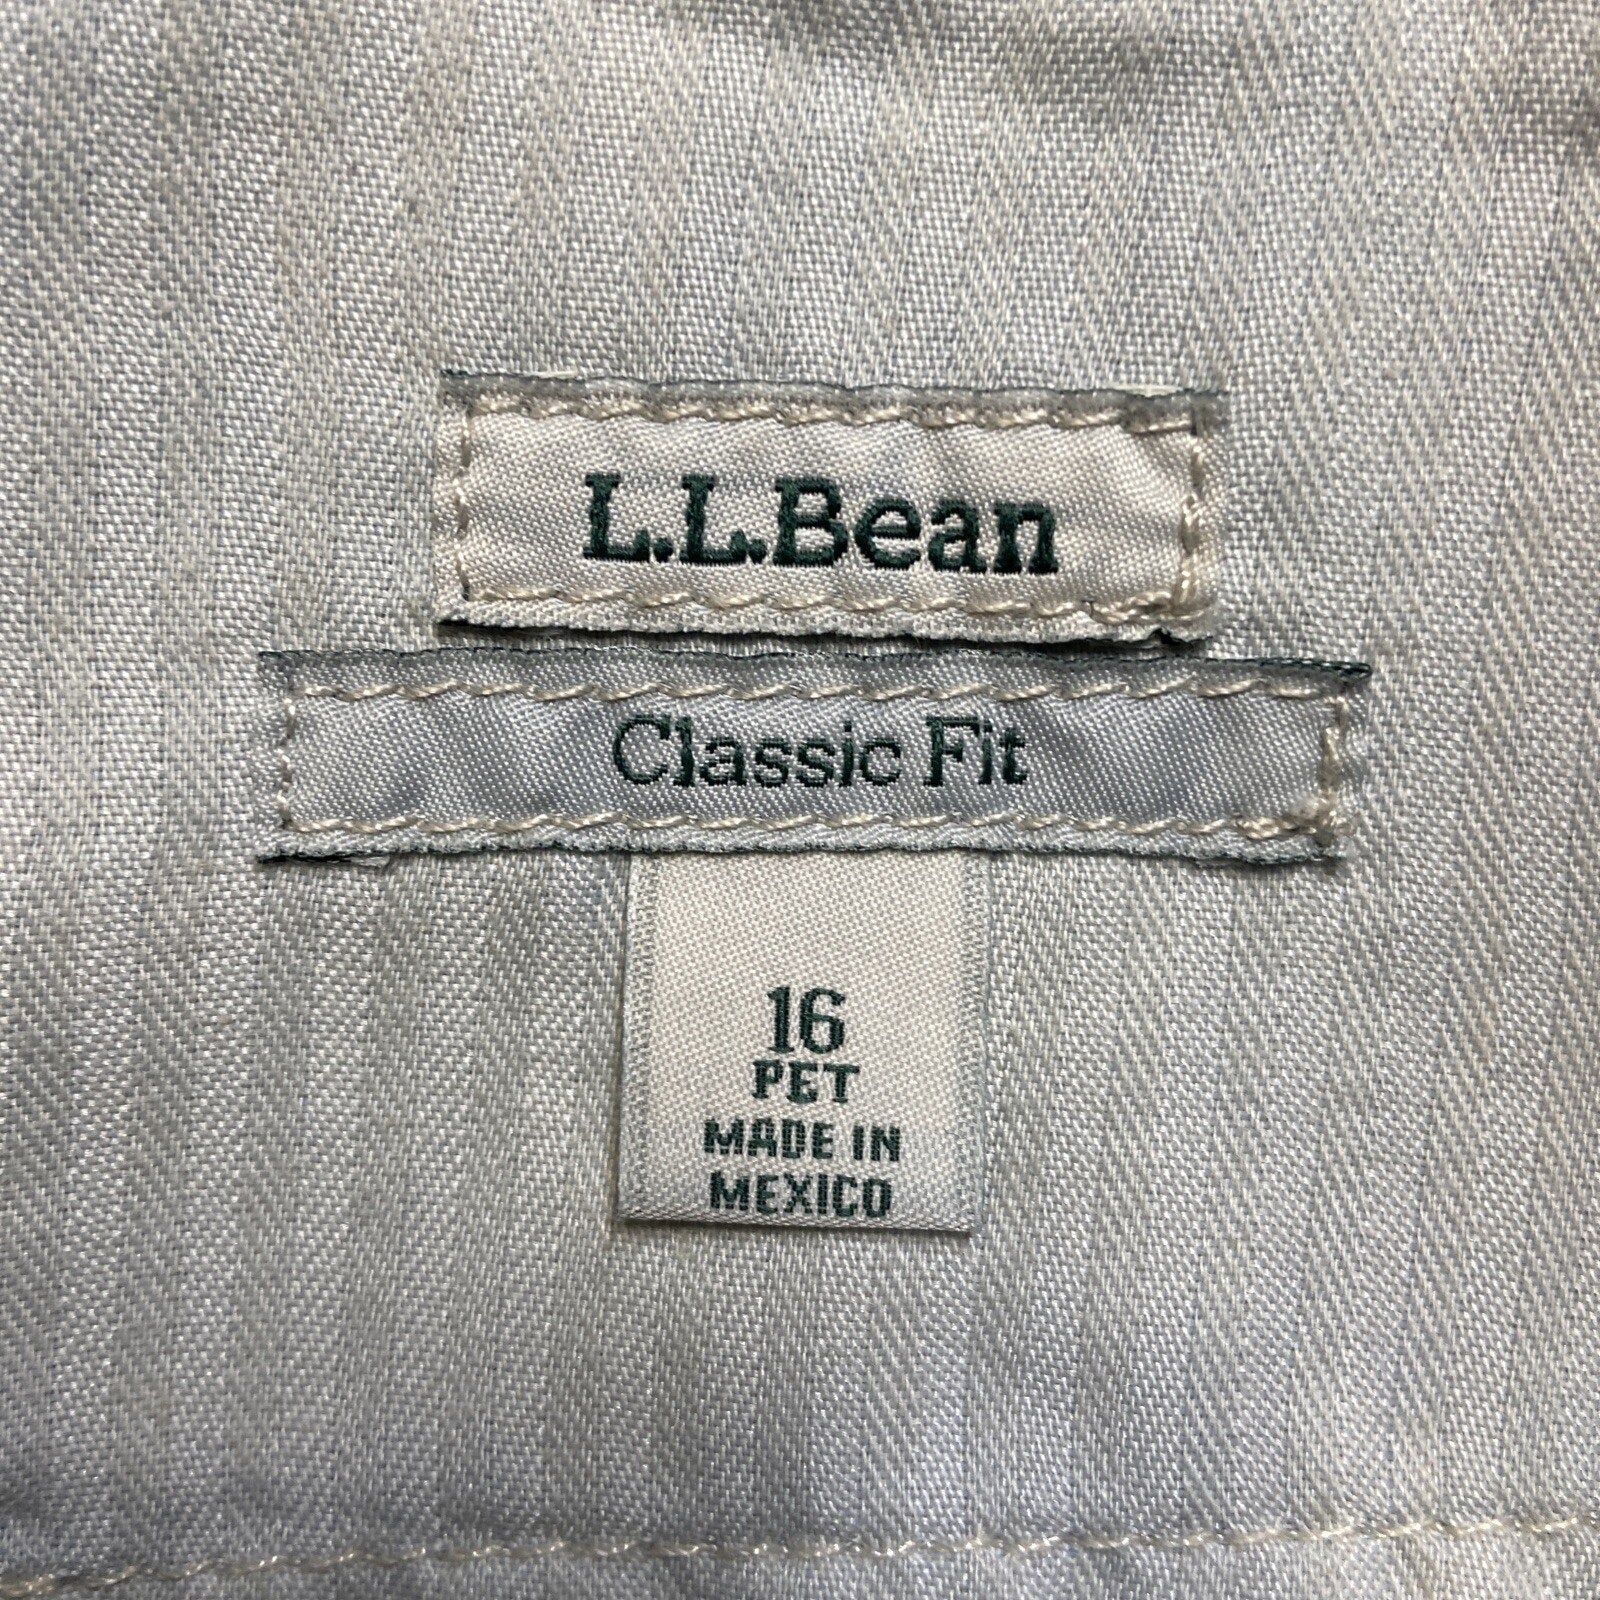 L.L.Bean
Classic Fit
16
PET
MADE IN
MEXICO